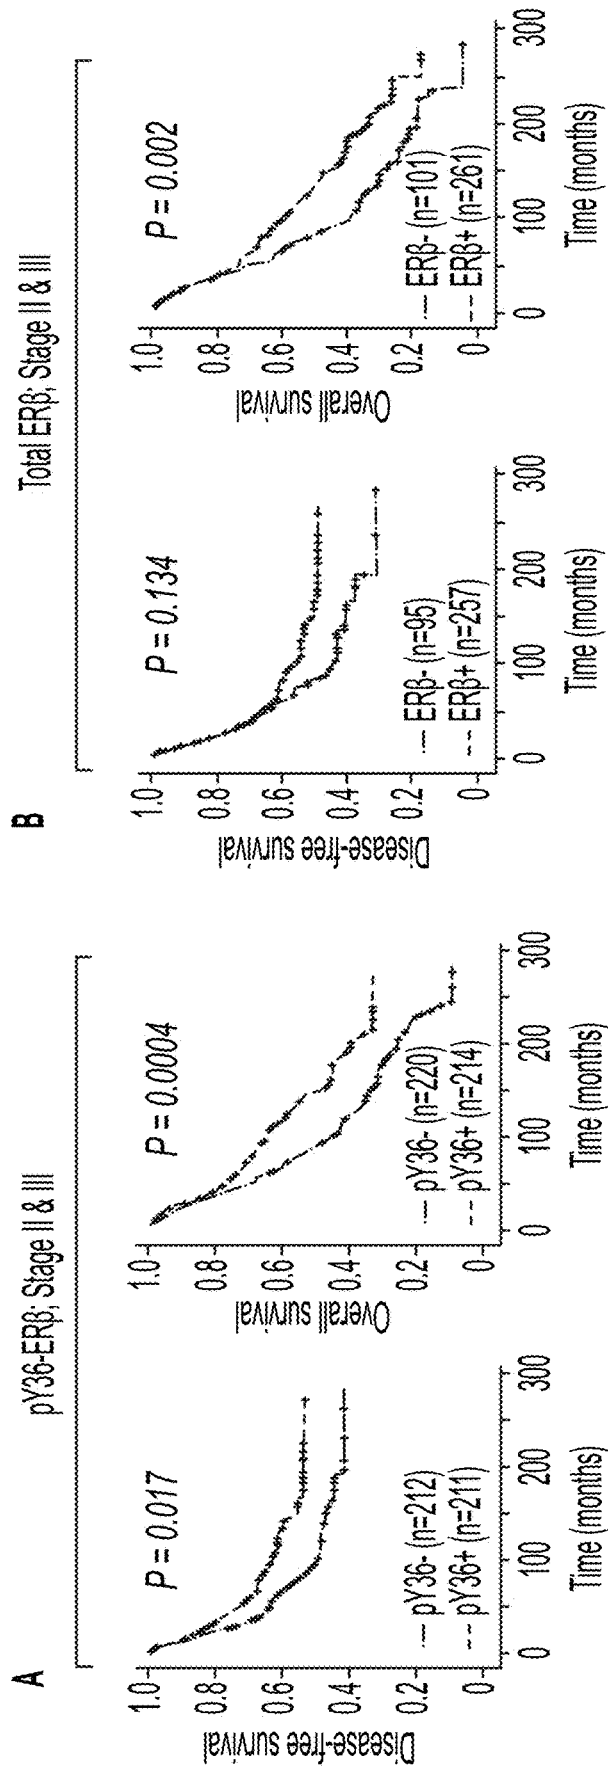 A
pY36-ERβ; Stage II & III
P = 0.017
Disease-free survival
1.0
0.8
0.6
0.4
0.2
0
pY36- (n=212)
pY36+ (n=211)
0 100 200 300
Time (months)
P = 0.0004
Overall survival
1.0
0.8
0.6
0.4
0.2
0
pY36- (n=220)
pY36+ (n=214)
0 100 200 300
Time (months)
B
Total ERβ; Stage II & III
P = 0.134
Disease-free survival
1.0
0.8
0.6
0.4
0.2
0
ERβ- (n=95)
ERβ+ (n=257)
0 100 200 300
Time (months)
P = 0.002
Overall survival
1.0
0.8
0.6
0.4
0.2
0
ERβ- (n=101)
ERβ+ (n=261)
0 100 200 300
Time (months)